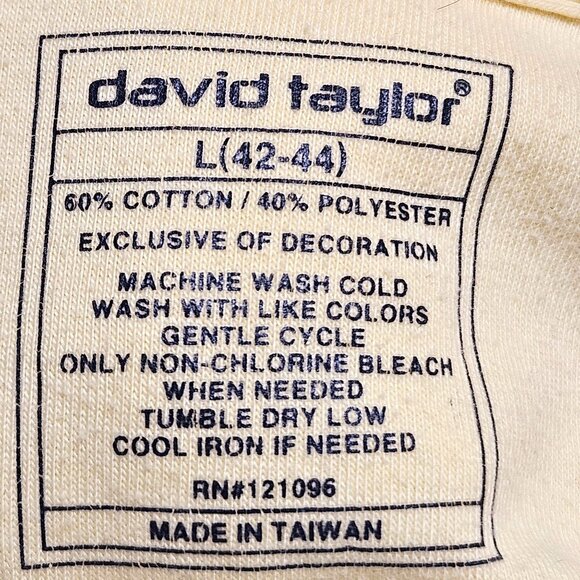 david taylor®
L(42-44)
60% COTTON / 40% POLYESTER
EXCLUSIVE OF DECORATION
MACHINE WASH COLD
WASH WITH LIKE COLORS
GENTLE CYCLE
ONLY NON-CHLORINE BLEACH
WHEN NEEDED
TUMBLE DRY LOW
COOL IRON IF NEEDED
RN#121096
MADE IN TAIWAN